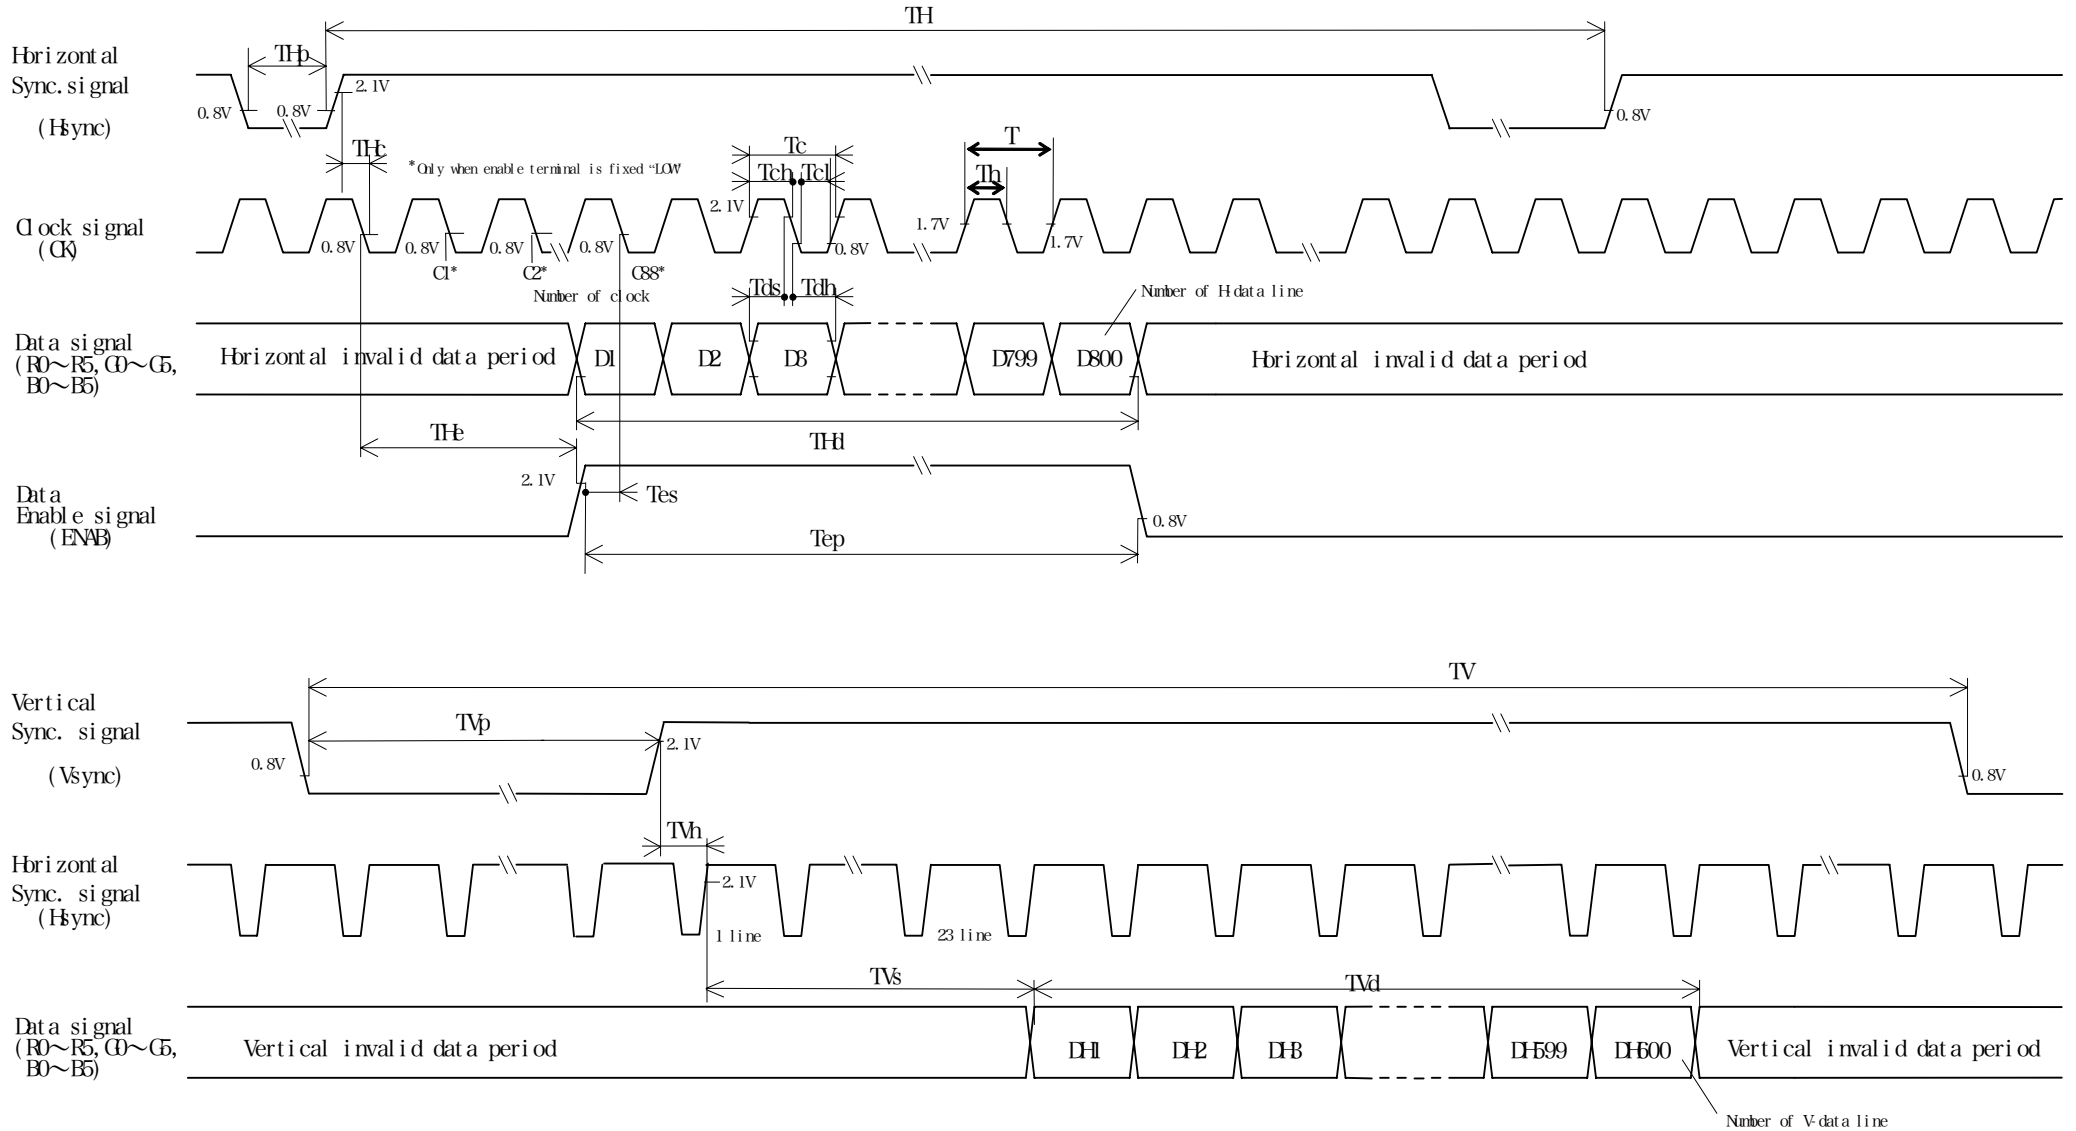 TH
Horizontal
Sync.signal
(Hsync)
THp
0.8V
0.8V
2.1V
0.8V
THc
*Only when enable terminal is fixed “LOW”
Tc
Tch
Tcl
T
Th
Clock signal
(CK)
0.8V
0.8V
0.8V
0.8V
2.1V
0.8V
1.7V
1.7V
C1*
C2*
C88*
Number of clock
Tds
Tdh
Number of H-data line
Data signal
(R0～R5,G0～G5,
B0～B5)
Horizontal invalid data period
D1
D2
D3
D799
D800
Horizontal invalid data period
THe
THd
Data
Enable signal
(ENAB)
2.1V
Tes
0.8V
Tep
TV
Vertical
Sync. signal
(Vsync)
TVp
0.8V
2.1V
0.8V
TVh
Horizontal
Sync. signal
(Hsync)
2.1V
1 line
23 line
TVs
TVd
Data signal
(R0～R5,G0～G5,
B0～B5)
Vertical invalid data period
DH1
DH2
DH3
DH599
DH600
Vertical invalid data period
Number of V-data line